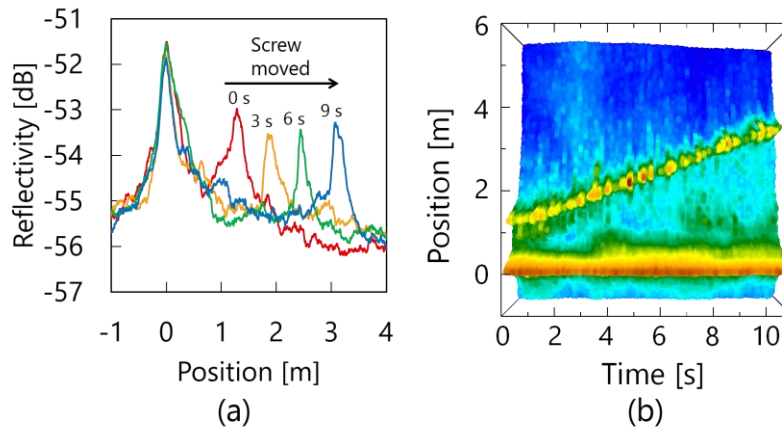 -51
-52
-53
-54
-55
-56
-57
Reflectivity [dB]
Screw
moved
0 s
3 s
6 s
9 s
-1 0 1 2 3 4
Position [m]
(a)
6
4
2
0
Position [m]
0 2 4 6 8 10
Time [s]
(b)